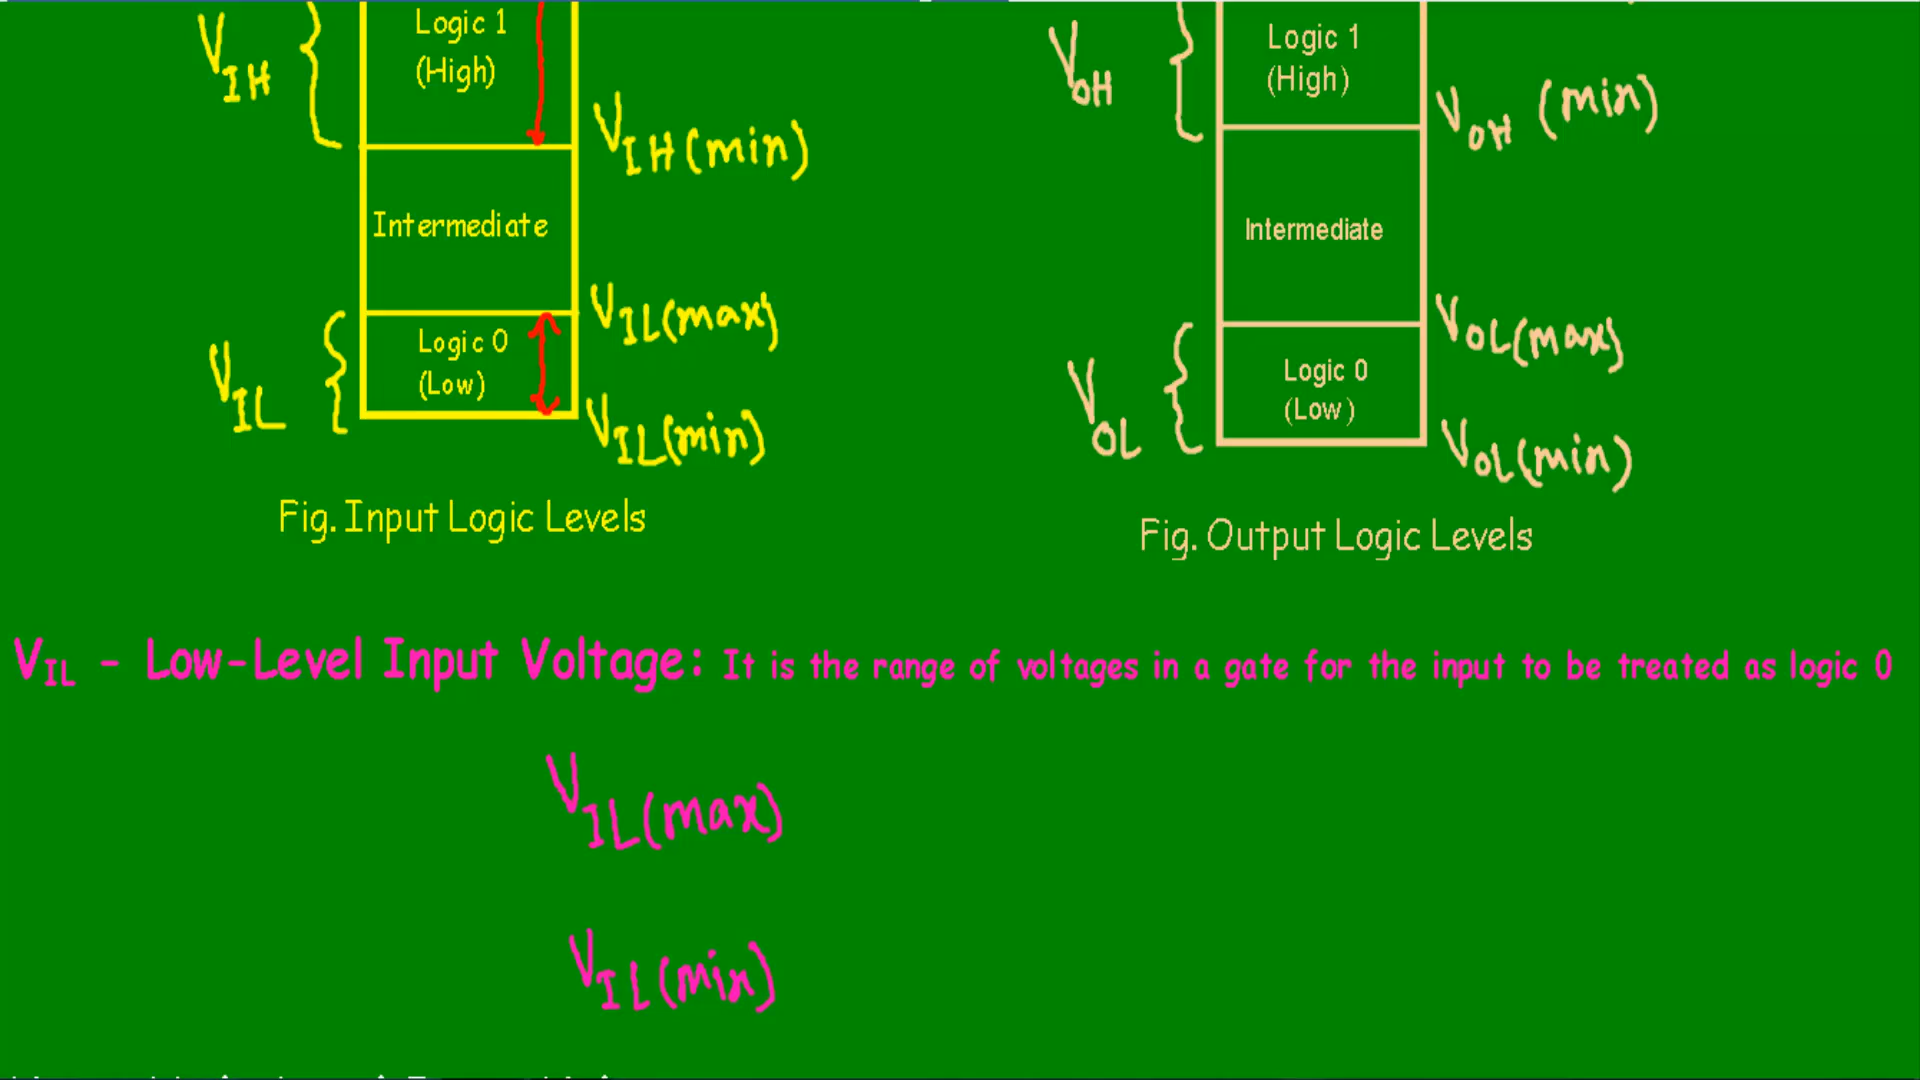 VIH
Logic 1
(High)
VIH(min)
Intermediate
VIL(max)
VIL
Logic 0
(Low)
VIL(min)
Fig. Input Logic Levels
VOH
Logic 1
(High)
VOH (min)
Intermediate
VOL(max)
VOL
Logic 0
(Low)
VOL(min)
Fig. Output Logic Levels
VIL - Low-Level Input Voltage: It is the range of voltages in a gate for the input to be treated as logic 0
VIL(max)
VIL(min)